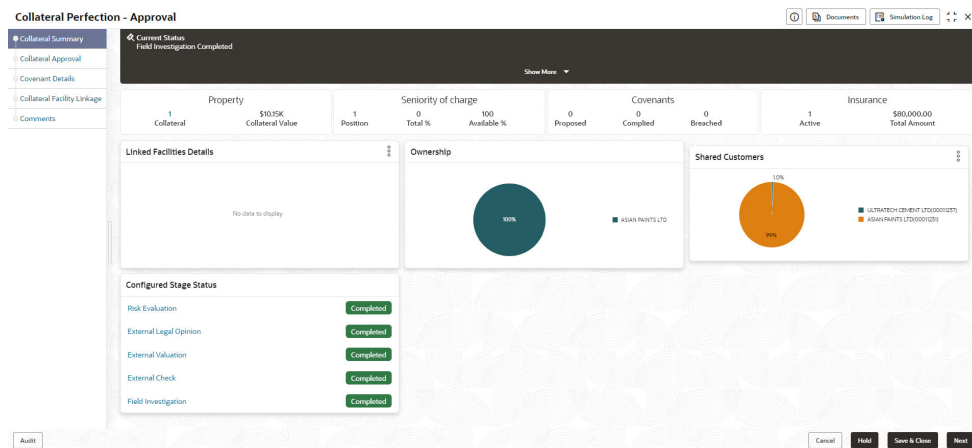 Collateral Perfection - Approval
Documents
Simulation Log
Collateral Summary
Collateral Approval
Covenant Details
Collateral Facility Linkage
Comments
Current Status
Field Investigation Completed
Show More
Property
1 $10.15K
Collateral Collateral Value
Seniority of charge
1 0 100
Position Total % Available %
Covenants
0 0 0
Proposed Complied Breached
Insurance
1 $80,000.00
Active Total Amount
Linked Facilities Details
No data to display
Ownership
100%
ASIAN PAINTS LTD
Shared Customers
1.0%
99%
ULTRATECH CEMENT LTD(00011237)
ASIAN PAINTS LTD(00011231)
Configured Stage Status
Risk Evaluation Completed
External Legal Opinion Completed
External Valuation Completed
External Check Completed
Field Investigation Completed
Audit
Cancel
Hold
Save & Close
Next